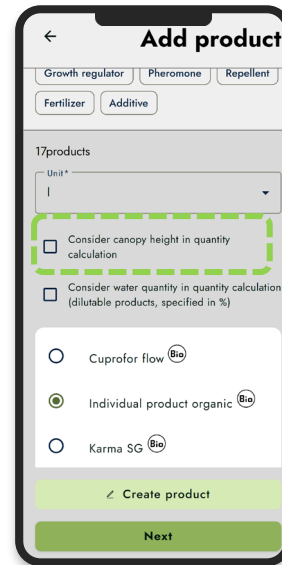 Add product
Growth regulator Pheromone Repellent
Fertilizer Additive
17products
Unit*
l
Consider canopy height in quantity
calculation
Consider water quantity in quantity calculation
(dilutable products, specified in %)
Cuprofor flow Bio
Individual product organic Bio
Karma SG Bio
Create product
Next